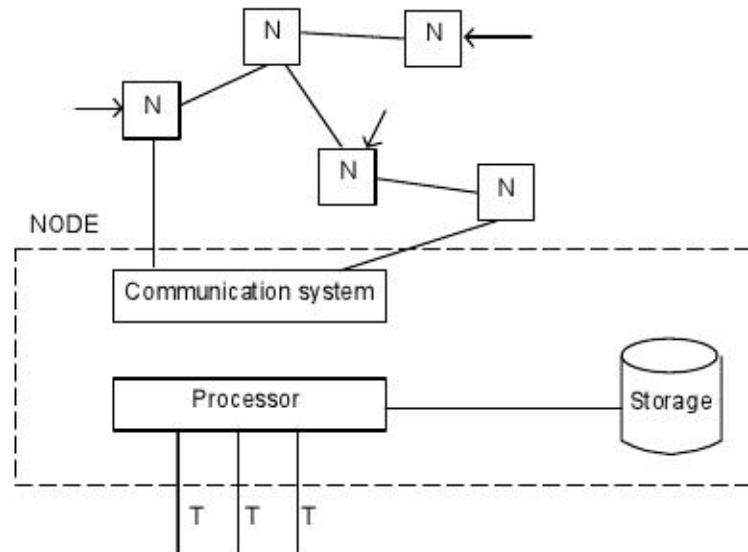 N
N
N
N
N
NODE
Communication system
Processor
Storage
T T T